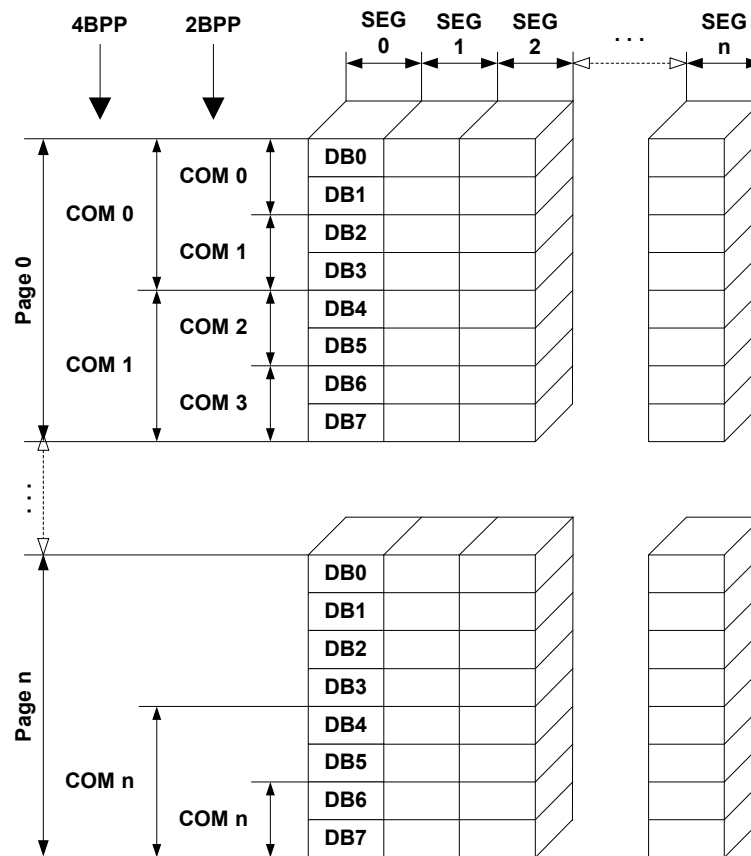 4BPP 2BPP SEG 0 SEG 1 SEG 2 . . . SEG n
Page 0
COM 0
COM 1
COM 0
COM 1
COM 2
COM 3
DB0
DB1
DB2
DB3
DB4
DB5
DB6
DB7
. . .
Page n
COM n
COM n
DB0
DB1
DB2
DB3
DB4
DB5
DB6
DB7